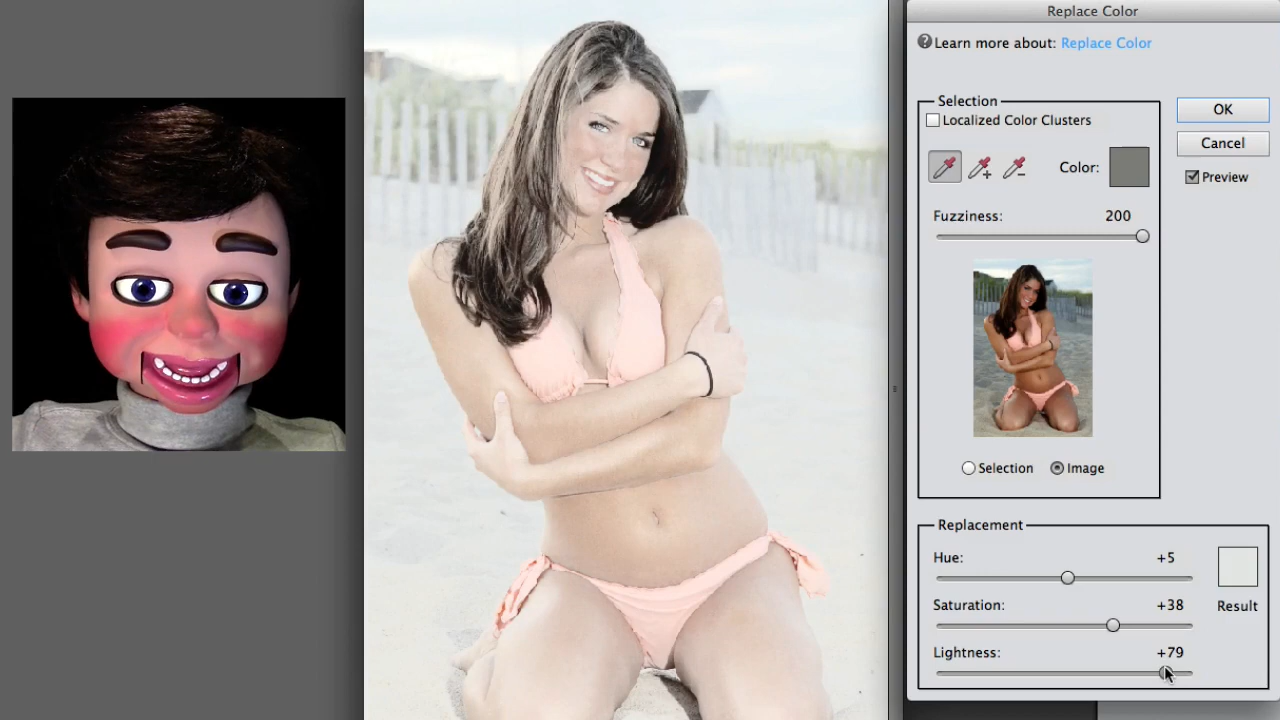 Replace Color
? Learn more about: Replace Color
Selection
Localized Color Clusters
OK
Cancel
Color:
Preview
Fuzziness: 200
Selection Image
Replacement
Hue: +5
Saturation: +38
Result
Lightness: +79